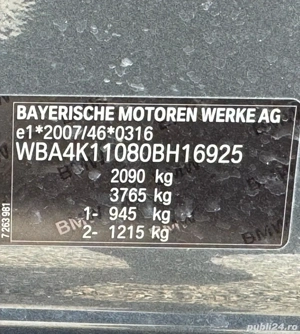 BAYERISCHE MOTOREN WERKE AG
e1*2007/46*0316
WBA4K11080BH16925
2090 kg
3765 kg
1- 945 kg
2- 1215 kg
7 263 981
BMW
publi24.ro